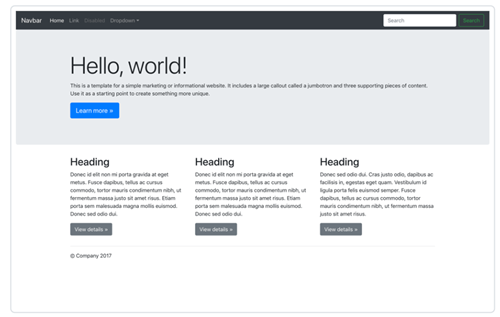 Navbar Home Link Disabled Dropdown Search Search
Hello, world!
This is a template for a simple marketing or informational website. It includes a large callout called a jumbotron and three supporting pieces of content.
Use it as a starting point to create something more unique.
Learn more »
Heading
Donec id elit non mi porta gravida at eget
metus. Fusce dapibus, tellus ac cursus
commodo, tortor mauris condimentum nibh, ut
fermentum massa justo sit amet risus. Etiam
porta sem malesuada magna mollis euismod.
Donec sed odio dui.
View details »
Heading
Donec id elit non mi porta gravida at eget
metus. Fusce dapibus, tellus ac cursus
commodo, tortor mauris condimentum nibh, ut
fermentum massa justo sit amet risus. Etiam
porta sem malesuada magna mollis euismod.
Donec sed odio dui.
View details »
Heading
Donec sed odio dui. Cras justo odio, dapibus ac
facilisis in, egestas eget quam. Vestibulum id
ligula porta felis euismod semper. Fusce
dapibus, tellus ac cursus commodo, tortor
mauris condimentum nibh, ut fermentum massa
justo sit amet risus.
View details »
© Company 2017